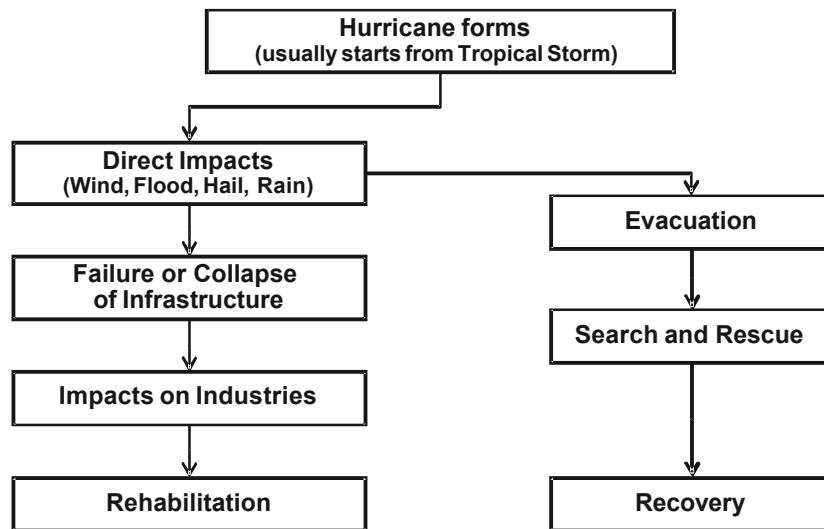 Hurricane forms
(usually starts from Tropical Storm)
Direct Impacts
(Wind, Flood, Hail, Rain)
Evacuation
Failure or Collapse
of Infrastructure
Search and Rescue
Impacts on Industries
Rehabilitation
Recovery